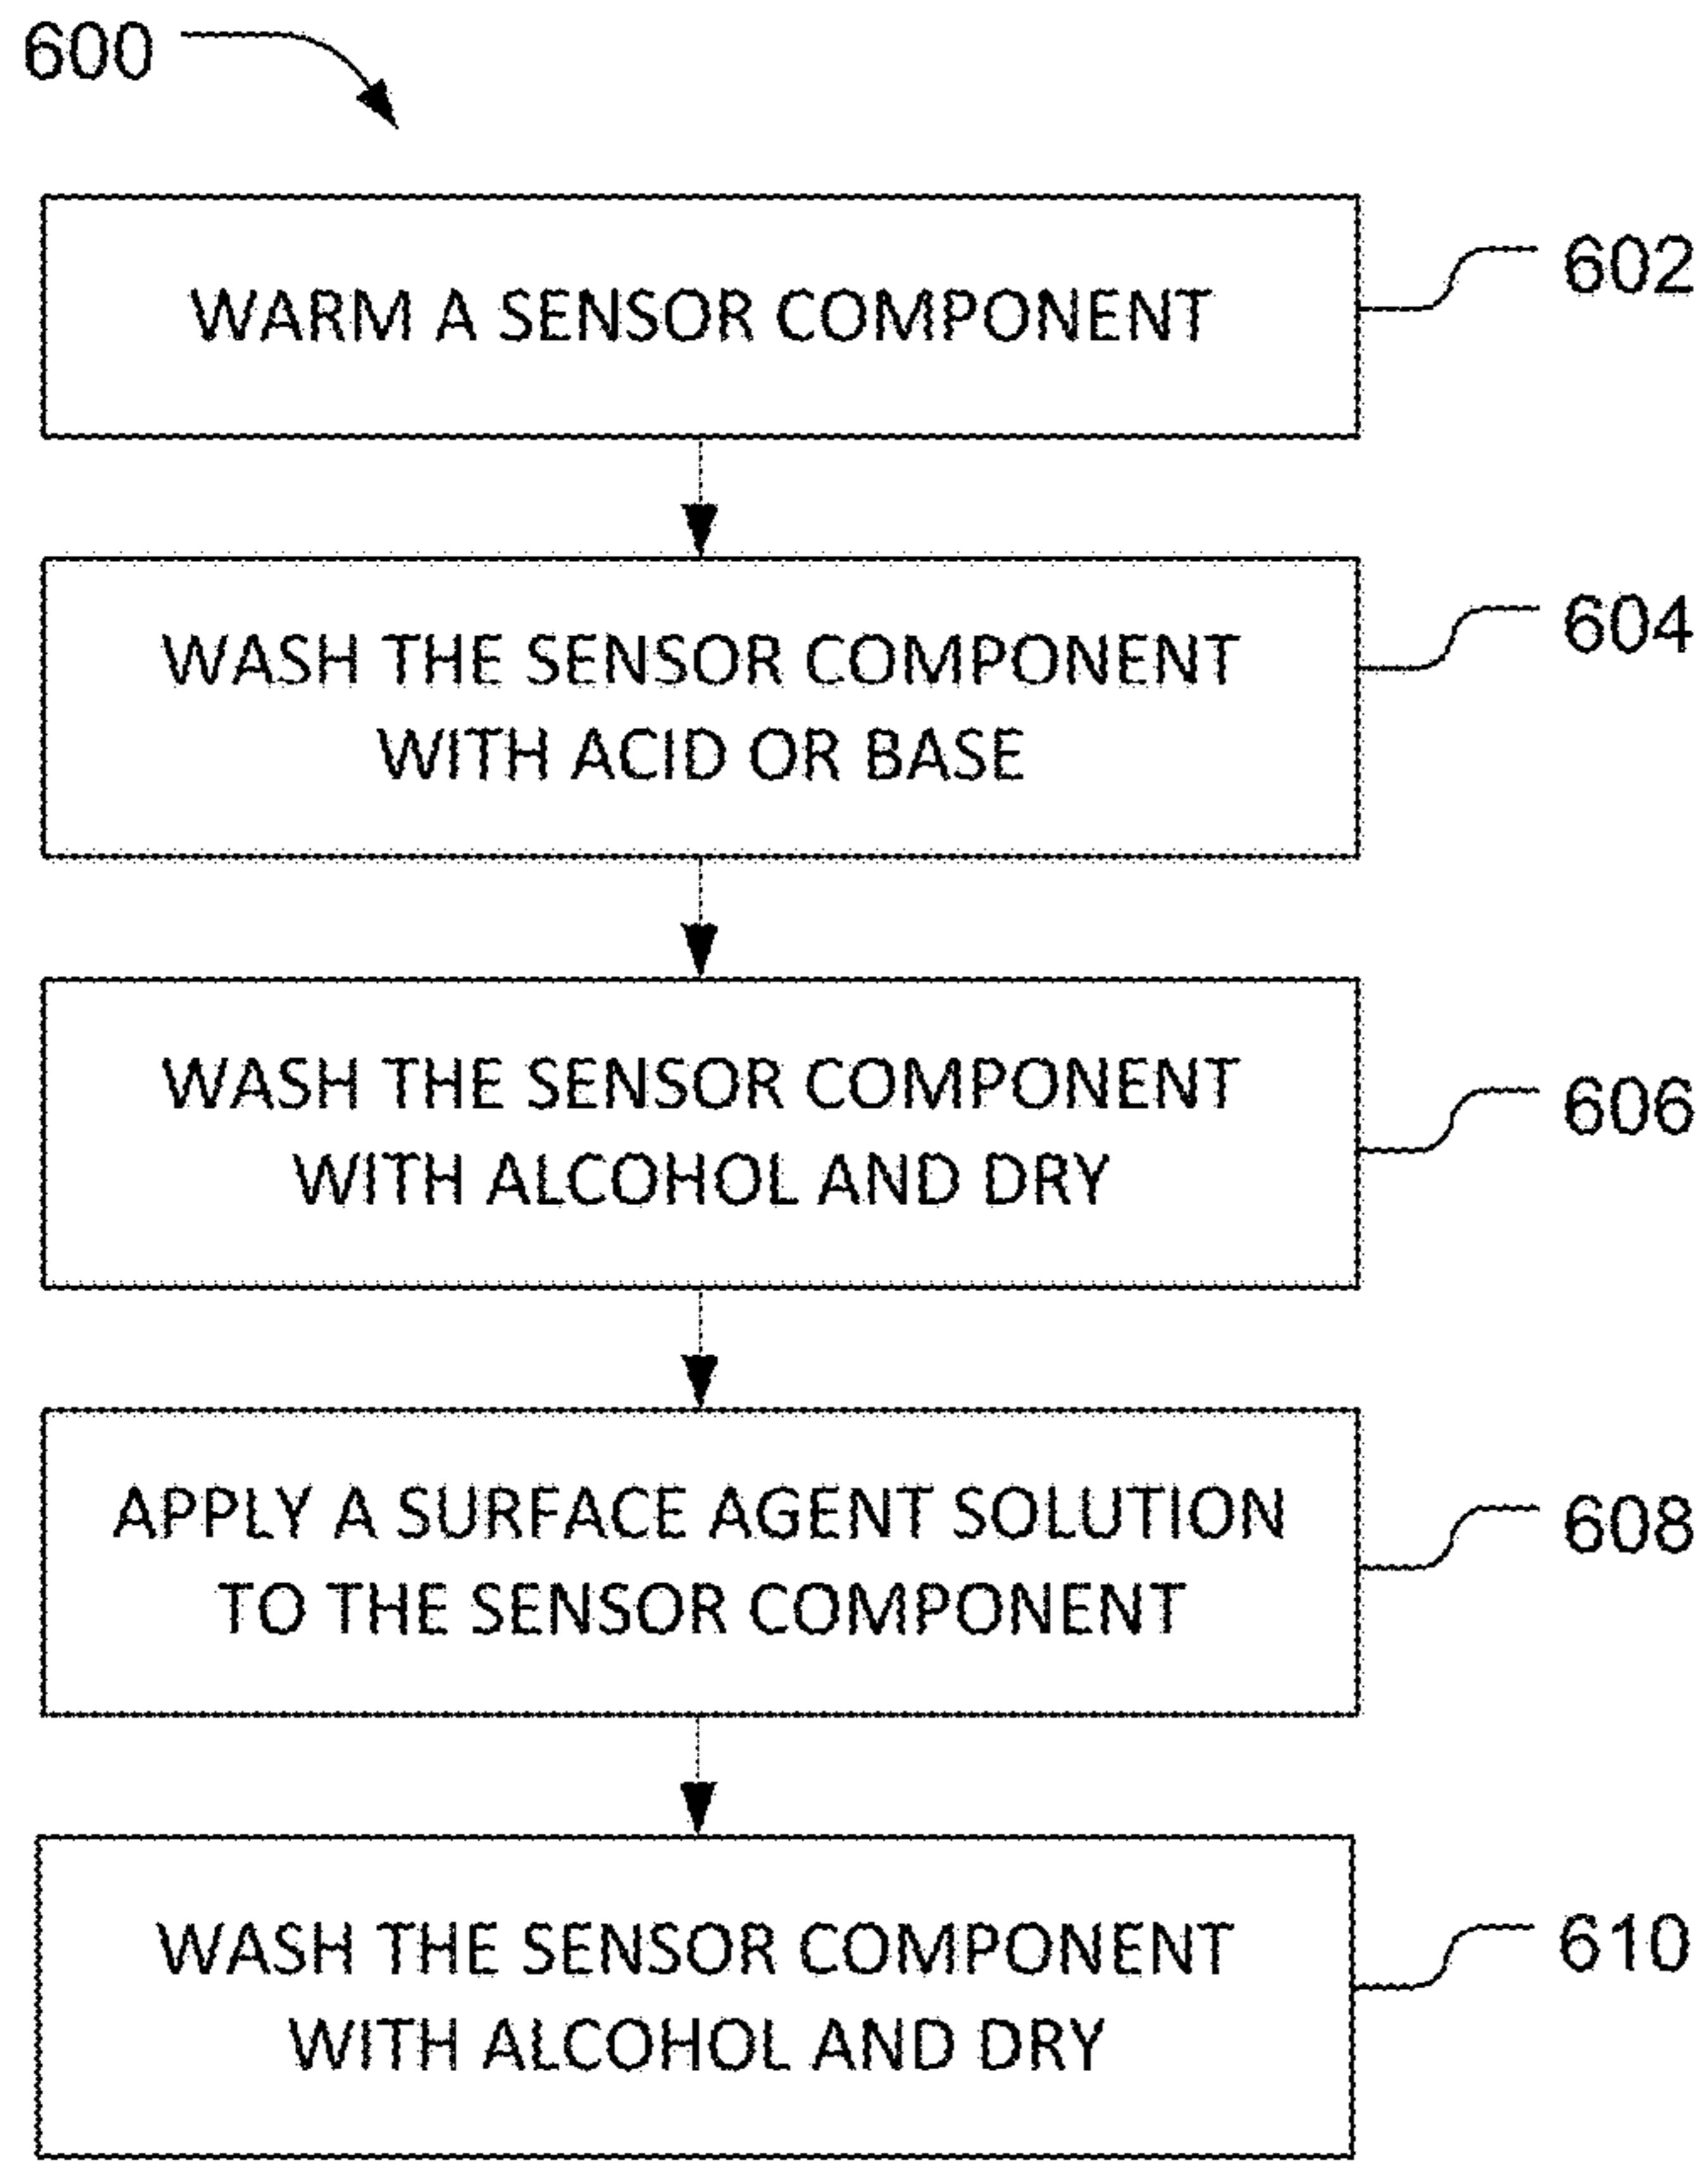 600
WARM A SENSOR COMPONENT
602
WASH THE SENSOR COMPONENT
WITH ACID OR BASE
604
WASH THE SENSOR COMPONENT
WITH ALCOHOL AND DRY
606
APPLY A SURFACE AGENT SOLUTION
TO THE SENSOR COMPONENT
608
WASH THE SENSOR COMPONENT
WITH ALCOHOL AND DRY
610